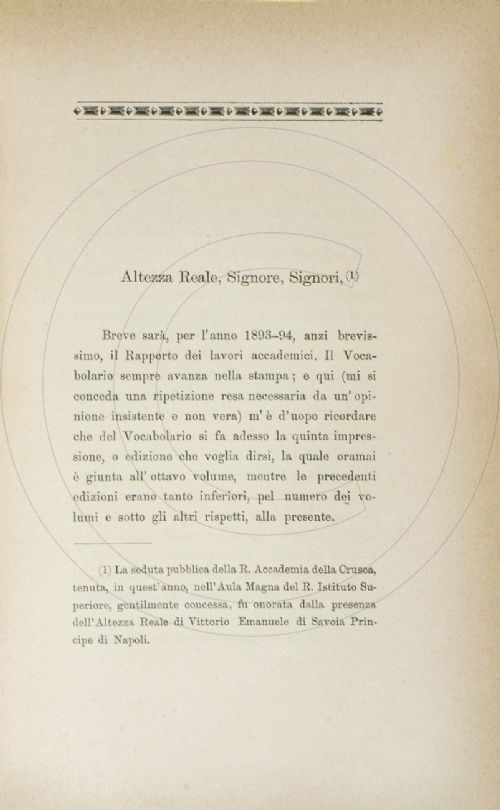 Altezza Reale, Signore, Signori, (1)
Breve sarà, per l'anno 1893-94, anzi brevis-
simo, il Rapporto dei lavori accademici. Il Voca-
bolario sempre avanza nella stampa; e qui (mi si
conceda una ripetizione resa necessaria da un' opi-
nione insistente e non vera) m' è d'uopo ricordare
che del Vocabolario si fa adesso la quinta impres-
sione, o edizione che voglia dirsi, la quale oramai
è giunta all' ottavo volume, mentre le precedenti
edizioni erano tanto inferiori, pel numero dei vo-
lumi e sotto gli altri rispetti, alla presente.
(1) La seduta pubblica della R. Accademia della Crusca,
tenuta, in quest'anno, nell'Aula Magna del R. Istituto Su-
periore, gentilmente concessa, fu onorata dalla presenza
dell'Altezza Reale di Vittorio Emanuele di Savoia Prin-
cipe di Napoli.